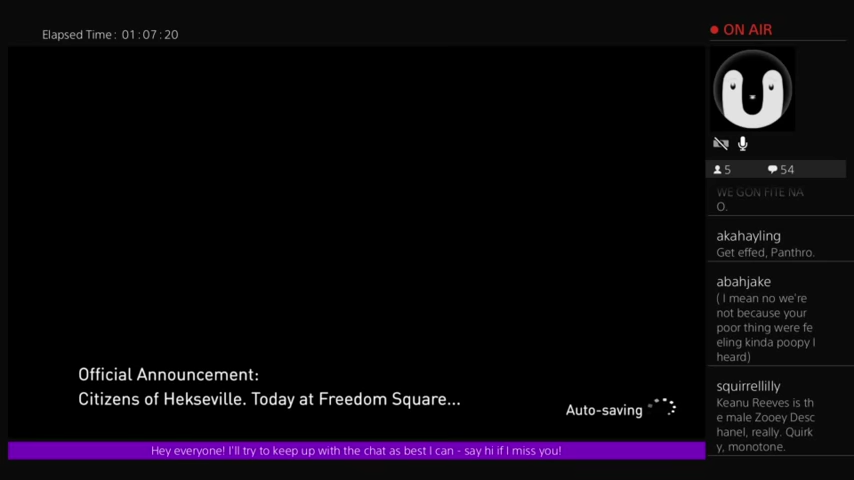 Elapsed Time: 01:07:20
ON AIR
5 54
WE GON FITE NA
O.
akahayling
Get effed, Panthro.
abahjake
( I mean no we're
not because your
poor thing were fe
eling kinda poopy I
heard)
squirrellilly
Keanu Reeves is th
e male Zooey Desc
hanel, really. Quirk
y, monotone.
Official Announcement:
Citizens of Hekseville. Today at Freedom Square...
Auto-saving
Hey everyone! I'll try to keep up with the chat as best I can - say hi if I miss you!